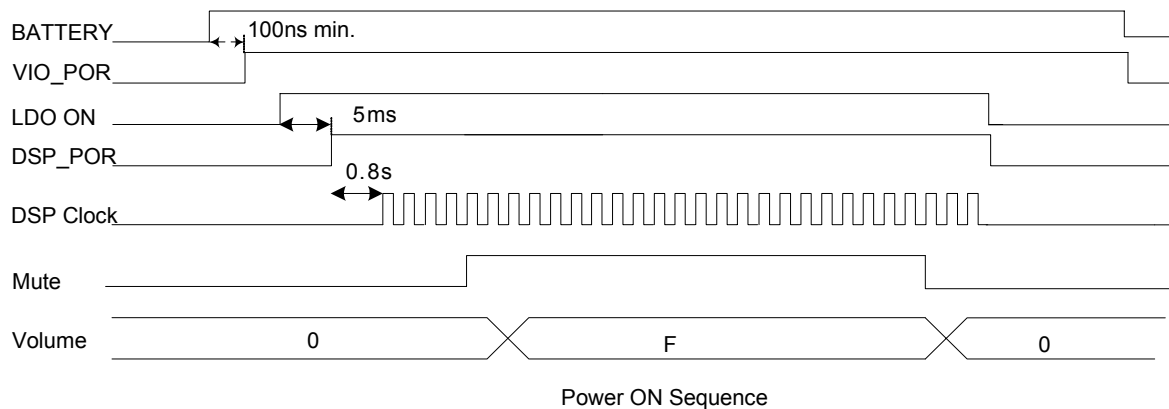 BATTERY
100ns min.
VIO_POR
LDO ON
5ms
DSP_POR
0.8s
DSP Clock
Mute
Volume
0
F
0
Power ON Sequence